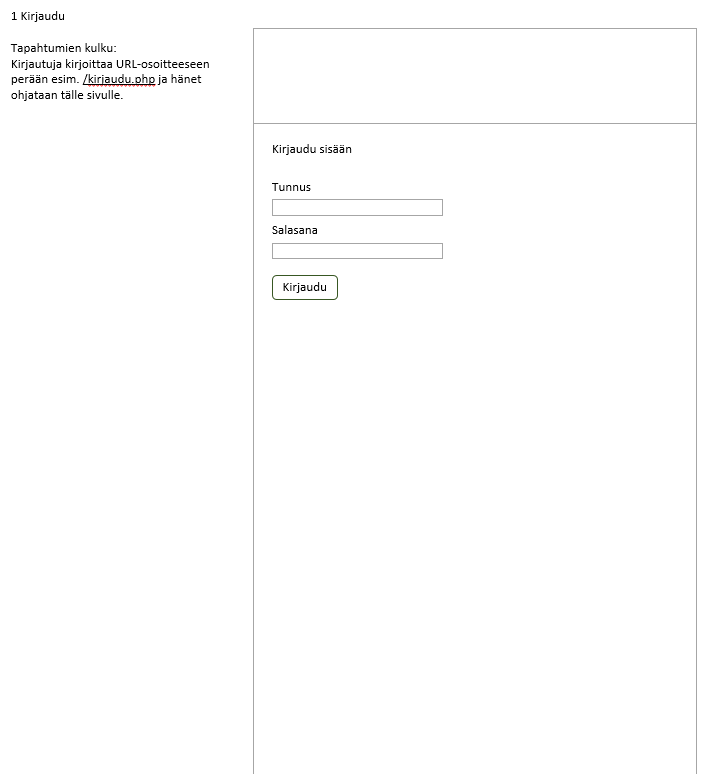 1 Kirjaudu
Tapahtumien kulku:
Kirjautuja kirjoittaa URL-osoitteeseen
perään esim. /kirjaudu.php ja hänet
ohjataan tälle sivulle.
Kirjaudu sisään
Tunnus
Salasana
Kirjaudu